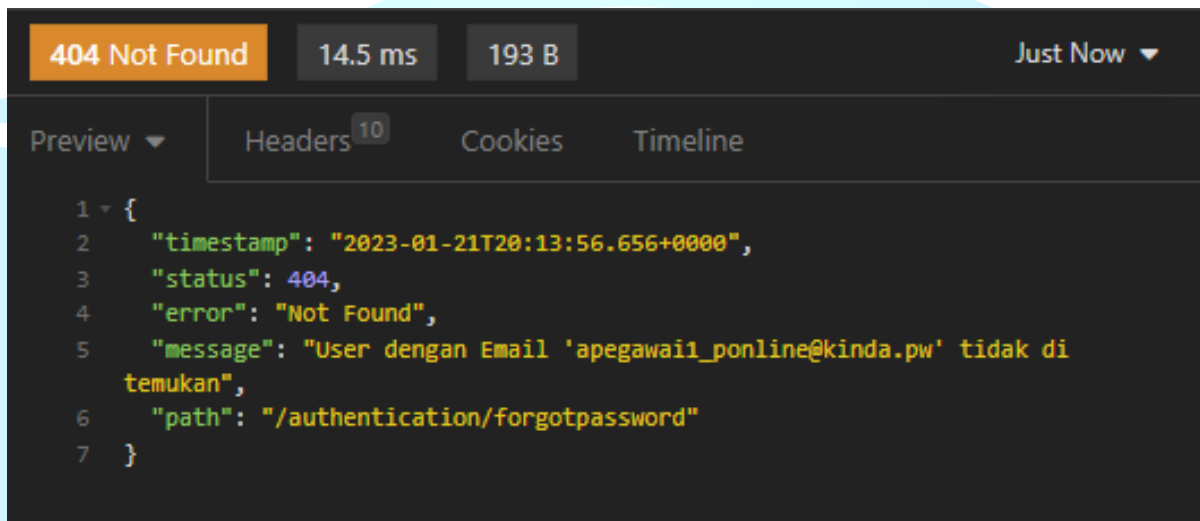 404 Not Found 14.5 ms 193 B Just Now
Preview Headers 10 Cookies Timeline
1 {
2 "timestamp": "2023-01-21T20:13:56.656+0000",
3 "status": 404,
4 "error": "Not Found",
5 "message": "User dengan Email 'apegawai1_ponline@kinda.pw' tidak di
temukan",
6 "path": "/authentication/forgotpassword"
7 }